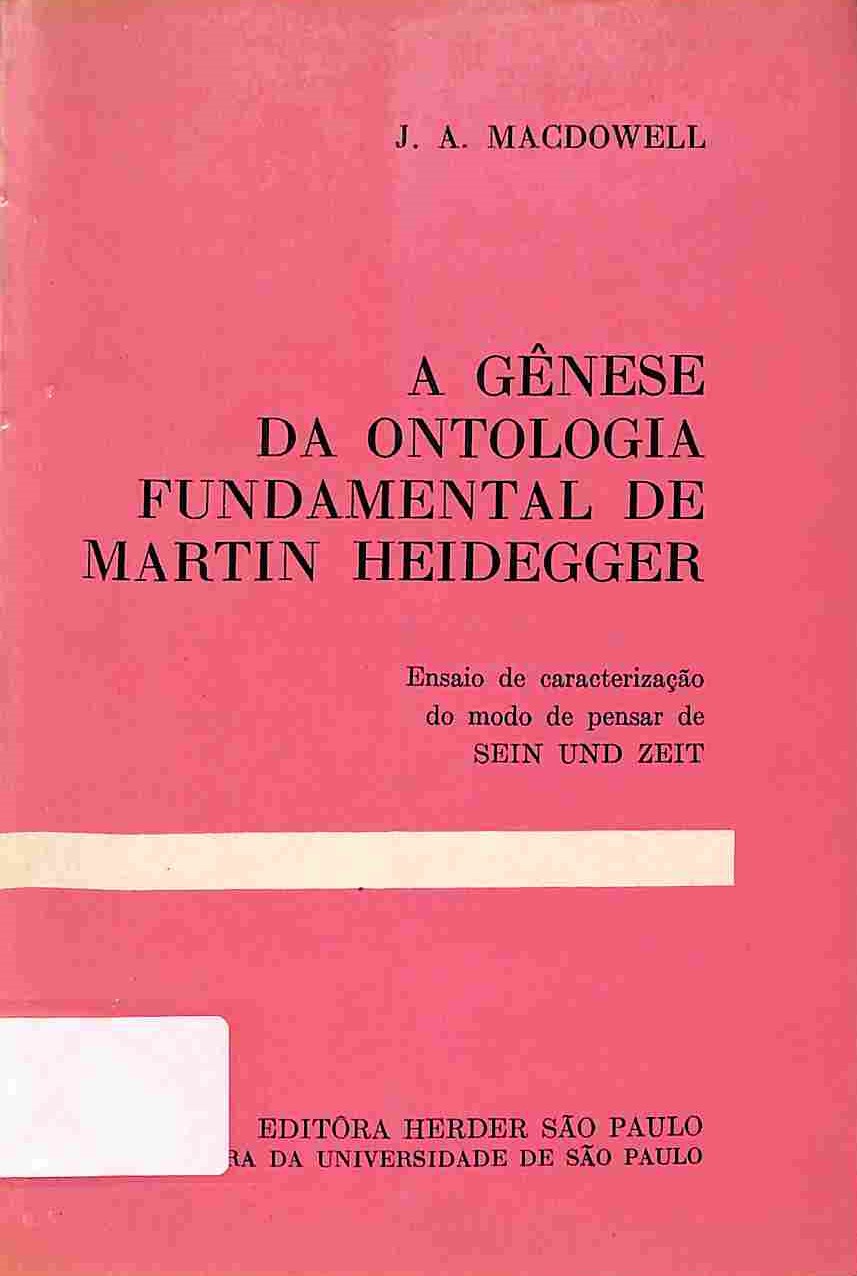 J. A. MACDOWELL
A GÊNESE
DA ONTOLOGIA
FUNDAMENTAL DE
MARTIN HEIDEGGER
Ensaio de caracterização
do modo de pensar de
SEIN UND ZEIT
EDITÔRA HERDER SÃO PAULO
DA UNIVERSIDADE DE SÃO PAULO